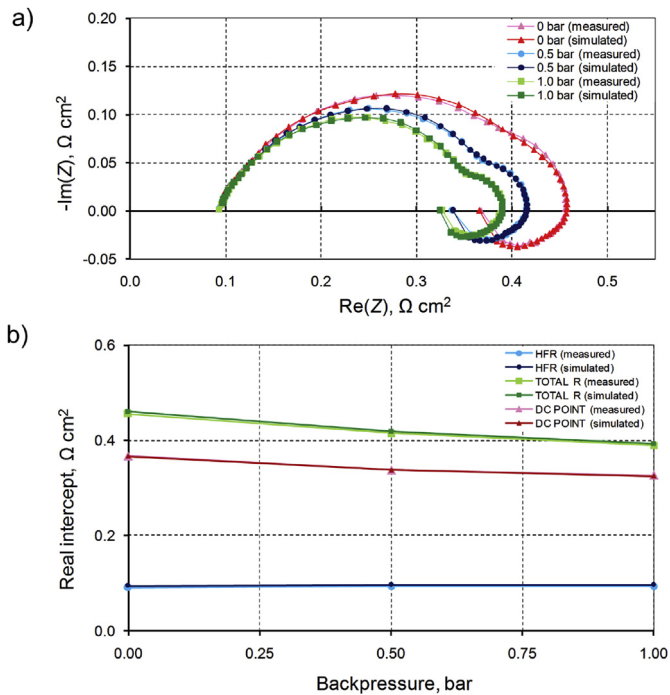 a)
0.20
0.15
0.10
0.05
0.00
-0.05
-Im(Z), Ω cm2
0.0
0.1
0.2
0.3
0.4
0.5
Re(Z), Ω cm2
0 bar (measured)
0 bar (simulated)
0.5 bar (measured)
0.5 bar (simulated)
1.0 bar (measured)
1.0 bar (simulated)
b)
0.6
0.4
0.2
0.0
Real intercept, Ω cm2
0.00
0.25
0.50
0.75
1.00
Backpressure, bar
HFR (measured)
HFR (simulated)
TOTAL R (measured)
TOTAL R (simulated)
DC POINT (measured)
DC POINT (simulated)